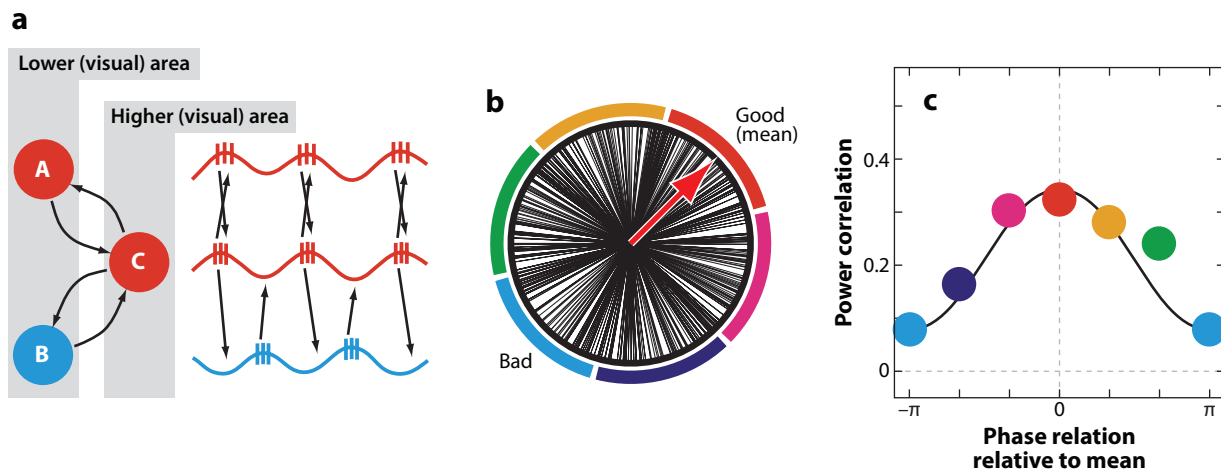 a
Lower (visual) area
Higher (visual) area
A
C
B
b
Good
(mean)
Bad
c
Power correlation
0.4
0.2
0
−π
0
π
Phase relation
relative to mean